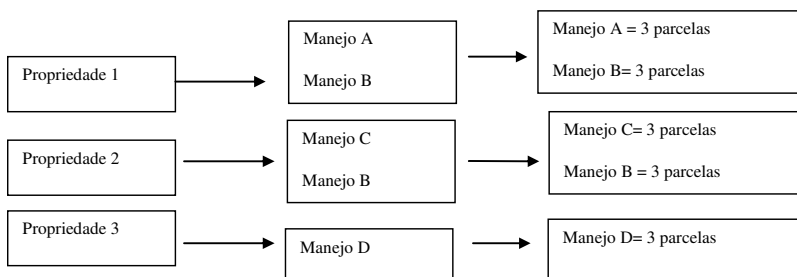 Propriedade 1
Manejo A
Manejo B
Manejo A = 3 parcelas
Manejo B= 3 parcelas
Propriedade 2
Manejo C
Manejo B
Manejo C= 3 parcelas
Manejo B = 3 parcelas
Propriedade 3
Manejo D
Manejo D= 3 parcelas